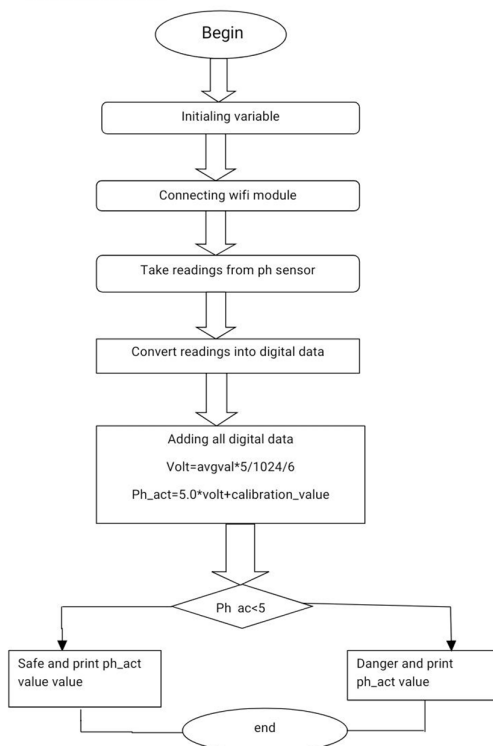 Begin
Initialing variable
Connecting wifi module
Take readings from ph sensor
Convert readings into digital data
Adding all digital data
Volt=avgval*5/1024/6
Ph_act=5.0*volt+calibration_value
Ph ac<5
Safe and print ph_act
value value
Danger and print
ph_act value
end